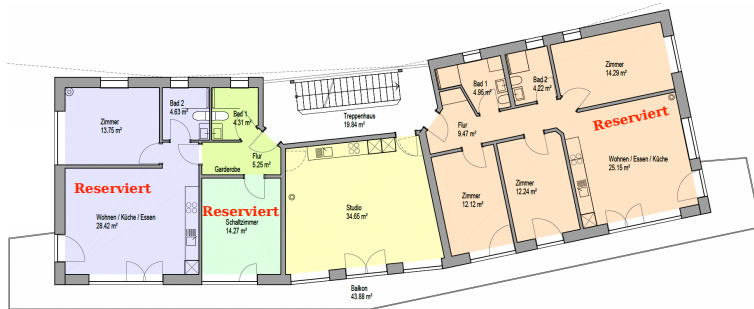 Zimmer
13.75 m²
Bad 2
4.63 m²
Bad 1
4.31 m²
Treppenhaus
19.84 m²
Bad 1
4.95 m²
Bad 2
4.22 m²
Zimmer
14.29 m²
Flur
9.47 m²
Flur
5.25 m²
Garderobe
Reserviert
Wohnen / Küche / Essen
28.42 m²
Reserviert
Schaltzimmer
14.27 m²
Studio
34.65 m²
Zimmer
12.12 m²
Zimmer
12.24 m²
Reserviert
Wohnen / Essen / Küche
25.15 m²
Balkon
43.88 m²